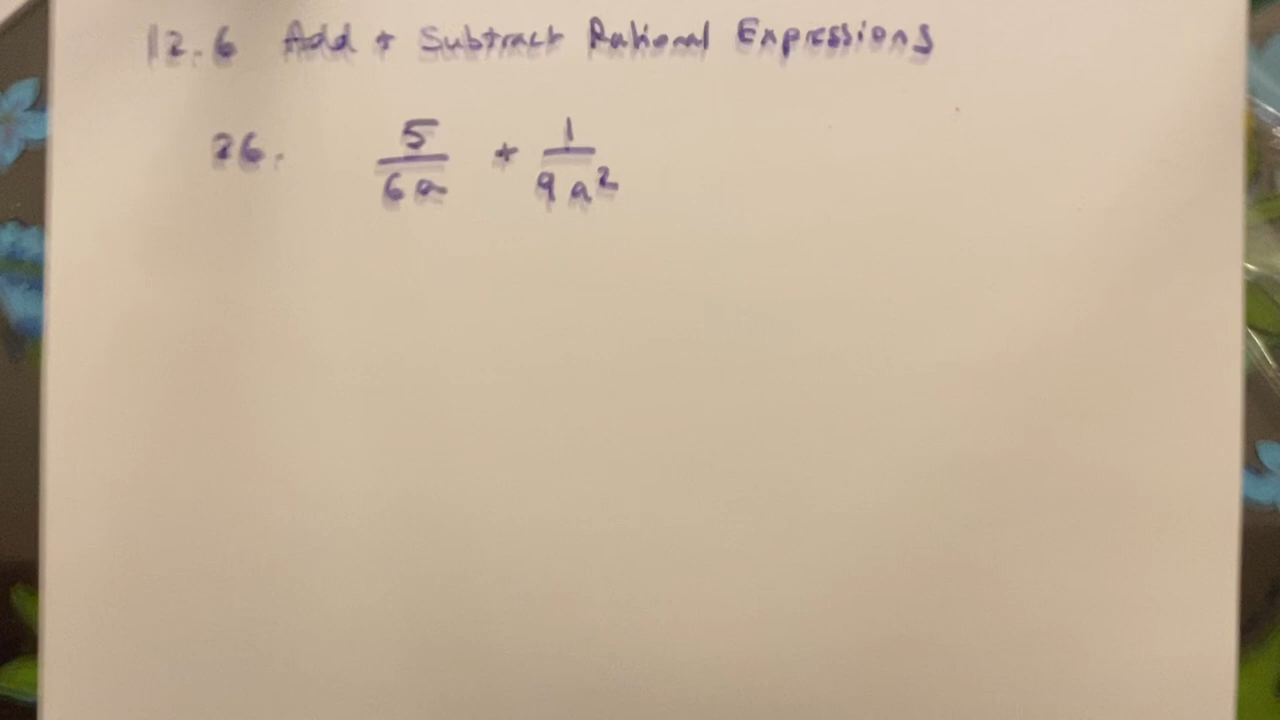 12.6 Add + Subtract Rational Expressions
26. 5/6a + 1/9a²